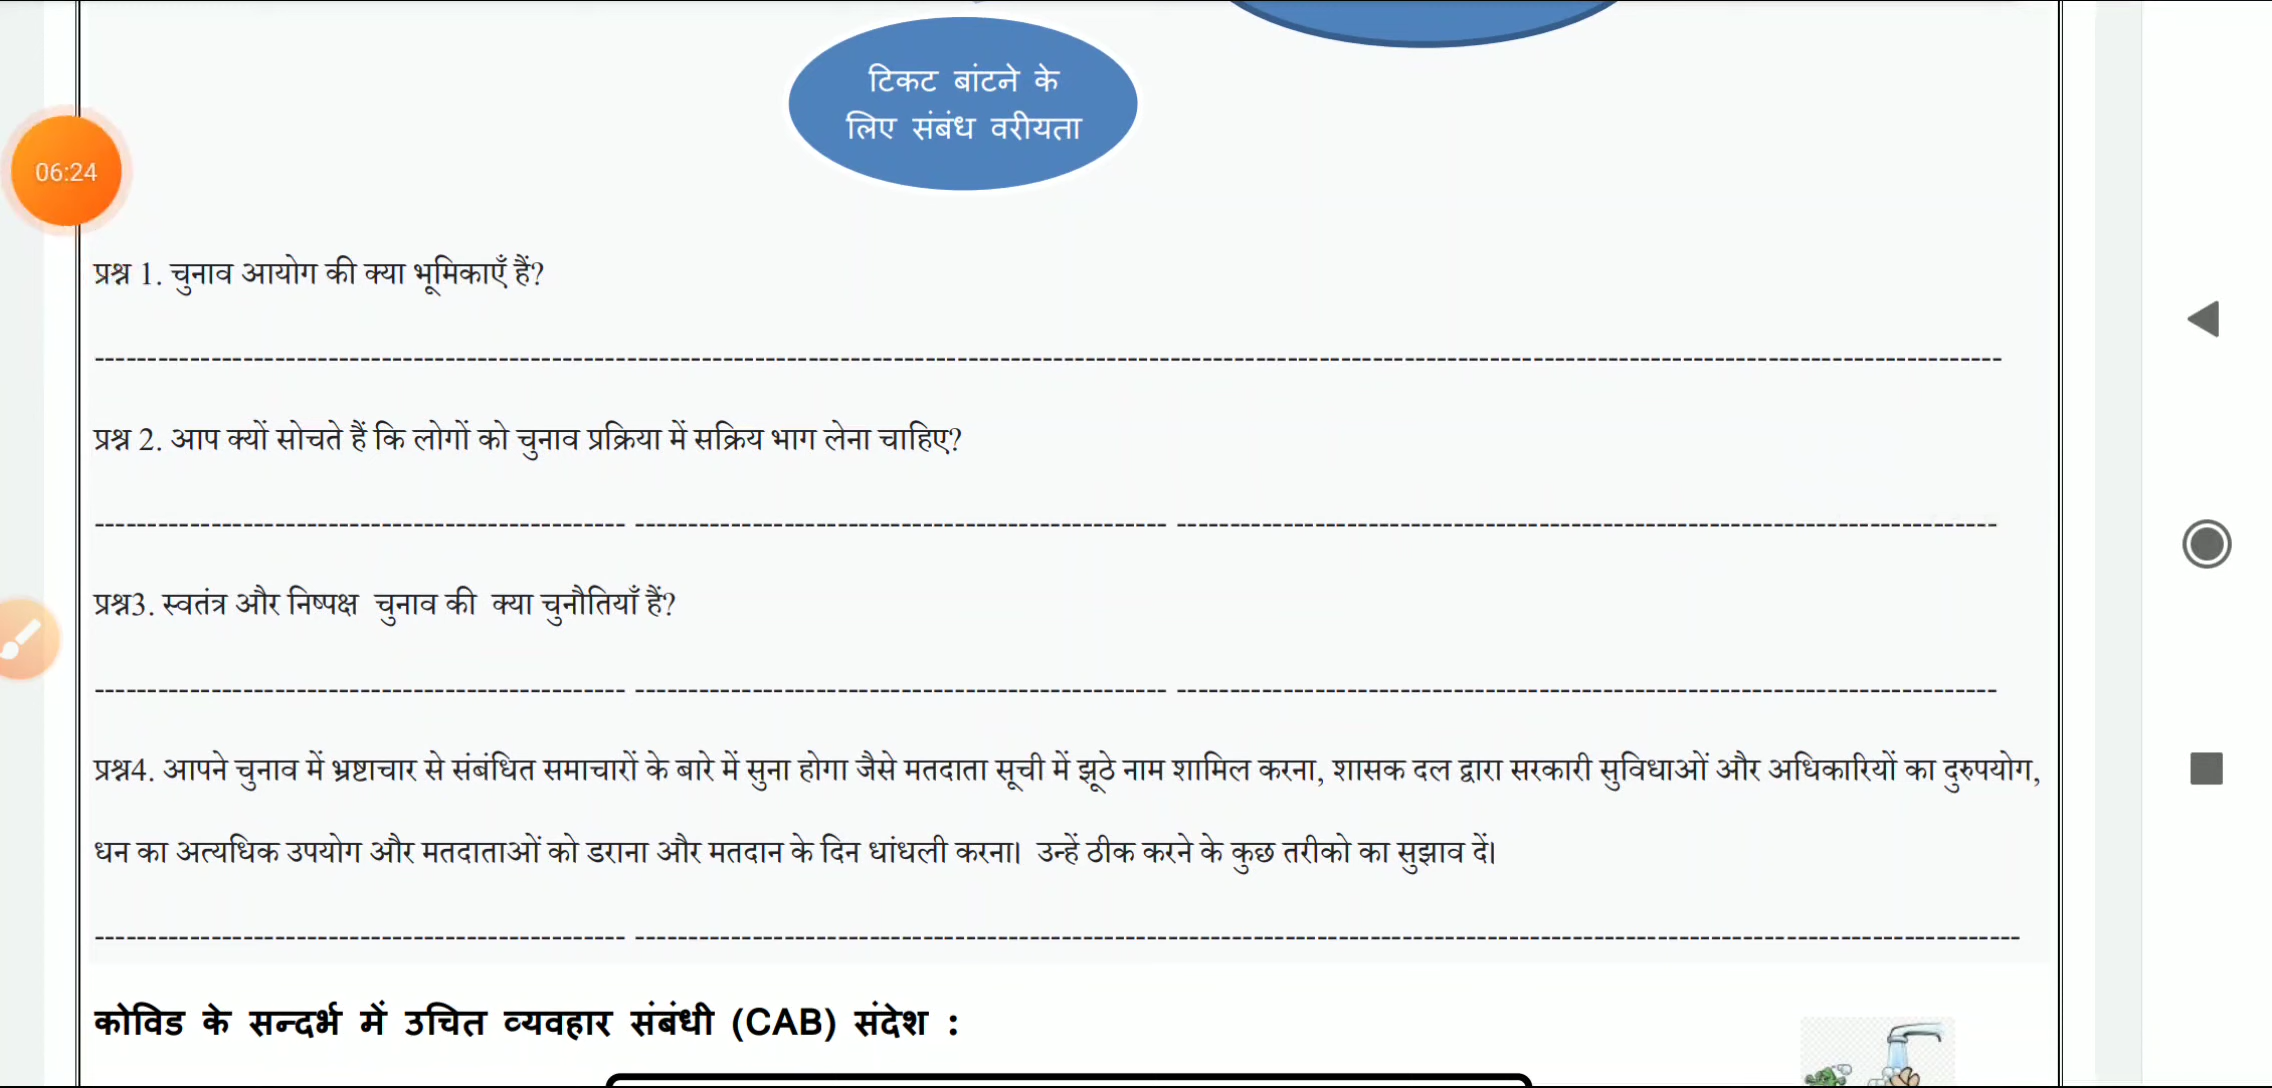 टिकट बांटने के
लिए संबंध वरीयता
06:24
प्रश्न 1. चुनाव आयोग की क्या भूमिकाएँ हैं?
प्रश्न 2. आप क्यों सोचते हैं कि लोगों को चुनाव प्रक्रिया में सक्रिय भाग लेना चाहिए?
प्रश्न3. स्वतंत्र और निष्पक्ष चुनाव की क्या चुनौतियाँ हैं?
प्रश्न4. आपने चुनाव में भ्रष्टाचार से संबंधित समाचारों के बारे में सुना होगा जैसे मतदाता सूची में झूठे नाम शामिल करना, शासक दल द्वारा सरकारी सुविधाओं और अधिकारियों का दुरुपयोग,
धन का अत्यधिक उपयोग और मतदाताओं को डराना और मतदान के दिन धांधली करना। उन्हें ठीक करने के कुछ तरीको का सुझाव दें।
कोविड के सन्दर्भ में उचित व्यवहार संबंधी (CAB) संदेश :